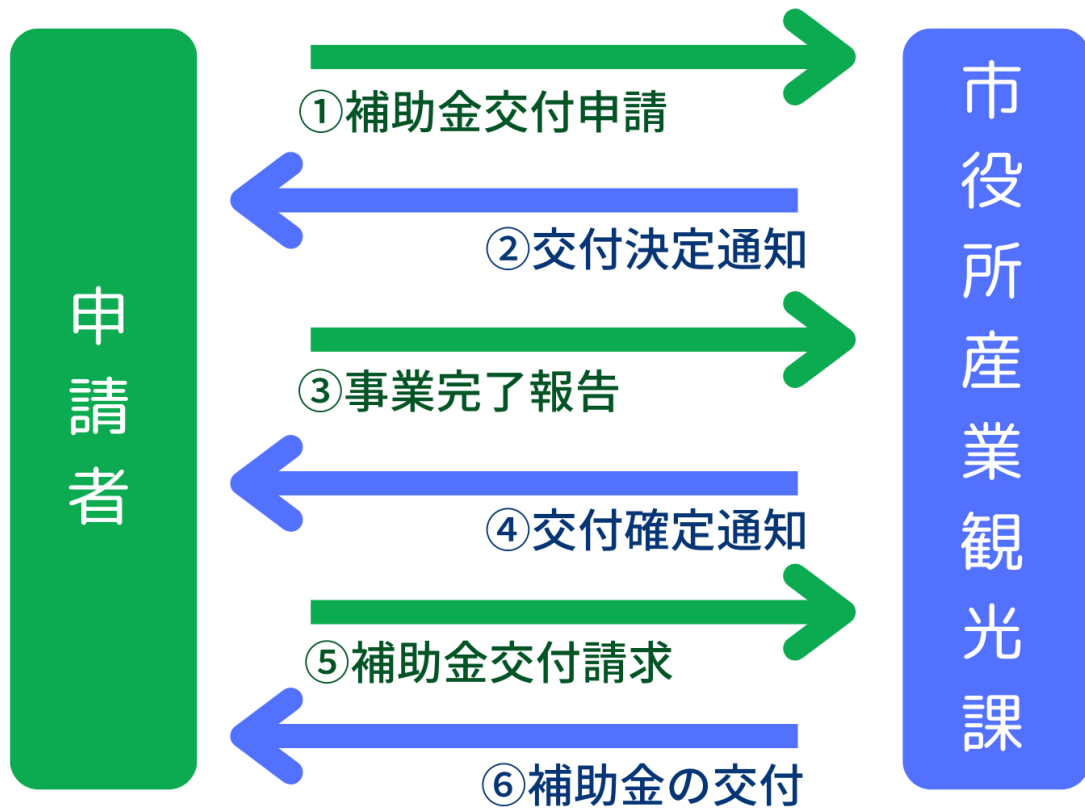 申請者
①補助金交付申請
②交付決定通知
③事業完了報告
④交付確定通知
⑤補助金交付請求
⑥補助金の交付
市役所産業観光課